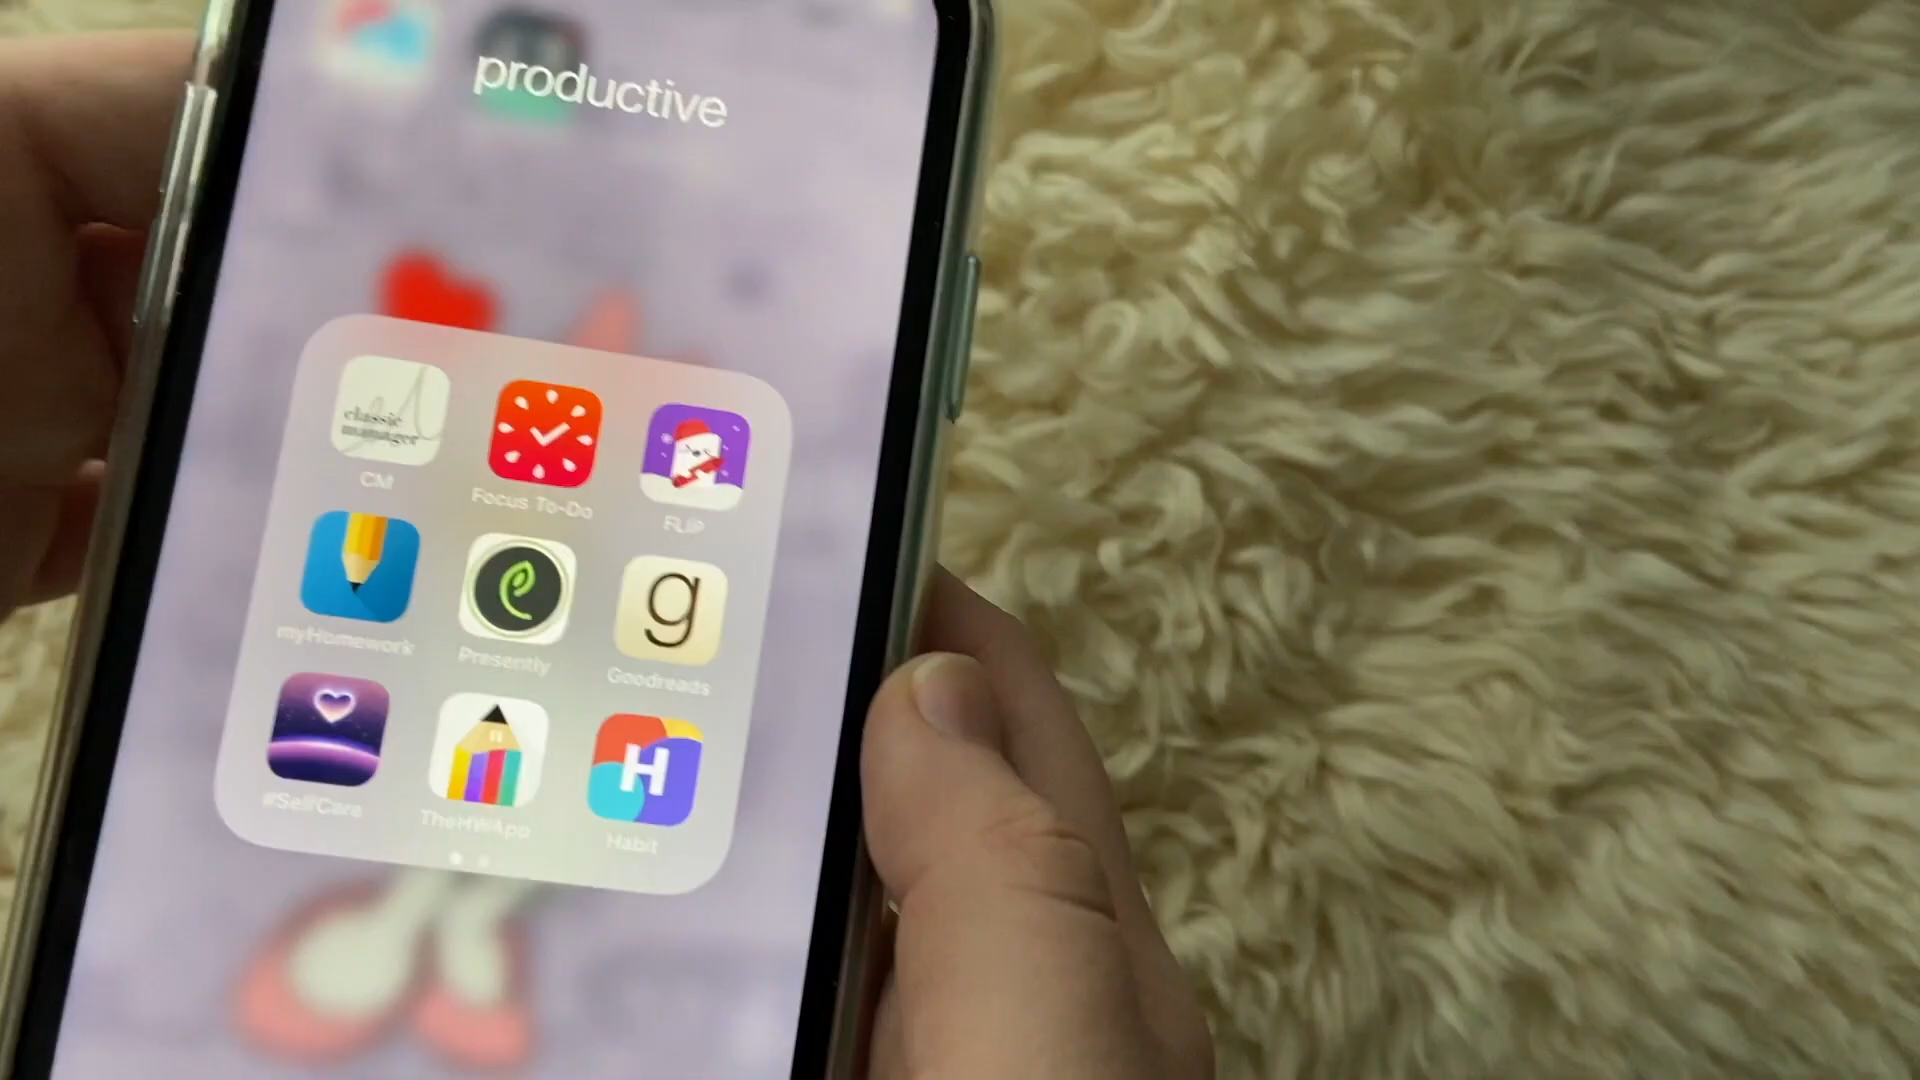 productive
classic
manager
CM
Focus To-Do
FLIP
myHomework
Presently
g
Goodreads
#SelfCare
TheHWApp
H
Habit